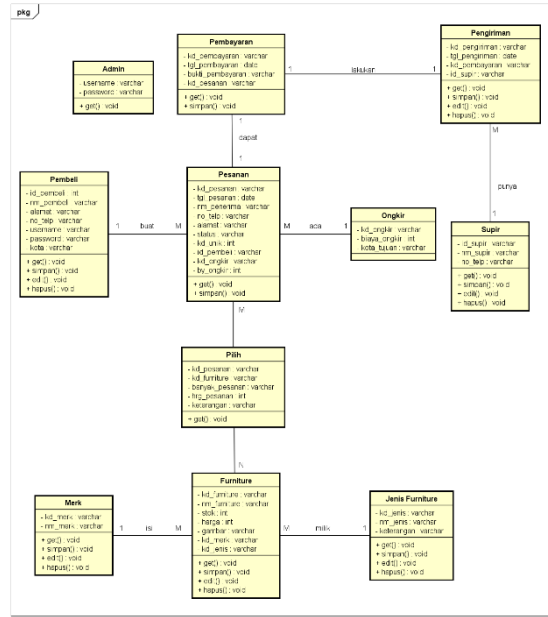 pkg
Pembayaran
- kd_pembayaran : varchar
- tgl_pembayaran : date
- bukti_pembayaran : varchar
- kd_pesanan : varchar
+ get() : void
+ simpan() : void
1
lakukan
1
Pengiriman
- kd_pengiriman : varchar
- tgl_pengiriman : date
- kd_pembayaran : varchar
- id_supir : varchar
+ get() : void
+ simpan() : void
+ edit() : void
+ hapus() : void
Admin
- username : varchar
- password : varchar
+ get() : void
1
dapat
1
M
punya
1
Pembeli
- id_pembeli : int
- nm_pembeli : varchar
- alamat : varchar
- no_telp : varchar
- username : varchar
- password : varchar
- kota : varchar
+ get() : void
+ simpan() : void
+ edit() : void
+ hapus() : void
1
buat
M
Pesanan
- kd_pesanan : varchar
- tgl_pesanan : date
- nm_penerima : varchar
- no_telp : varchar
- alamat : varchar
- status : varchar
- kd_unik : int
- id_pembeli : varchar
- kd_ongkir : varchar
- by_ongkir : int
+ get() : void
+ simpan() : void
M
ada
1
Ongkir
- kd_ongkir : varchar
- biaya_ongkir : int
- kota_tujuan : varchar
Supir
- id_supir : varchar
- nm_supir : varchar
- no_telp : varchar
+ get() : void
+ simpan() : void
+ edit() : void
+ hapus() : void
M
Pilih
- kd_pesanan : varchar
- kd_furniture : varchar
- banyak_pesanan : varchar
- hrg_pesanan : int
- keterangan : varchar
+ get() : void
N
Merk
- kd_merk : varchar
- nm_merk : varchar
+ get() : void
+ simpan() : void
+ edit() : void
+ hapus() : void
1
isi
M
Furniture
- kd_furniture : varchar
- nm_furniture : varchar
- stok : int
- harga : int
- gambar : varchar
- kd_merk : varchar
- kd_jenis : varchar
+ get() : void
+ simpan() : void
+ edit() : void
+ hapus() : void
M
milik
1
Jenis Furniture
- kd_jenis : varchar
- nm_jenis : varchar
- keterangan : varchar
+ get() : void
+ simpan() : void
+ edit() : void
+ hapus() : void